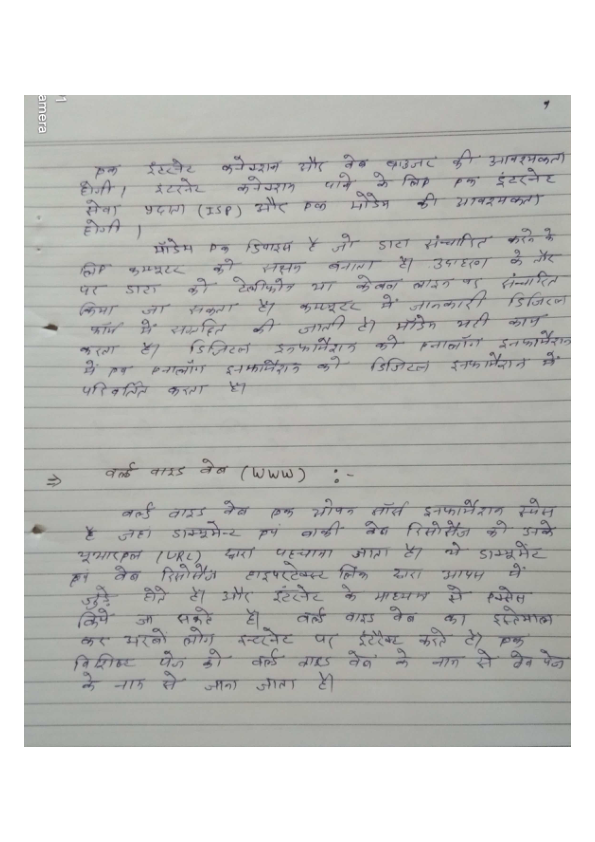 एक इंटरनेट कनेक्शन और वेब ब्राउजर की आवश्यकता
होगी। इंटरनेट कनेक्शन पाने के लिए एक इंटरनेट
सेवा प्रदाता (ISP) और एक मोडेम की आवश्यकता
होगी।
मॉडेम एक डिवाइस है जो डाटा संचारित करने के
लिए कम्प्यूटर को सक्षम बनाता है। उदाहरण के तौर
पर डाटा को टेलीफोन या केबल लाइन पर संचारित
किया जा सकता है। कम्प्यूटर में जानकारी डिजिटल
फॉर्म में संग्रहित की जाती है। मॉडेम यही काम
करता है। डिजिटल इनफार्मेशन को एनालॉग इनफार्मेशन
में एवं एनालॉग इनफार्मेशन को डिजिटल इनफार्मेशन में
परिवर्तित करता है।
⇒ वर्ल्ड वाइड वेब (WWW) :-
वर्ल्ड वाइड वेब एक ओपन सॉर्स इनफार्मेशन स्पेस
है जहा डाक्यूमेन्ट एवं बाकी वेब रिसोर्सेज को उनके
यूआरएल (URL) द्वारा पहचाना जाता है। ये डाक्यूमेंट
एवं वेब रिसोर्सेज हाइपरटेक्स्ट लिंक द्वारा आपस में
जुड़े होते है। और इंटरनेट के माध्यम से एक्सेस
किये जा सकते है। वर्ल्ड वाइड वेब का इस्तेमाल
कर अरबो लोग इन्टरनेट पर इंटरैक्ट करते है। एक
विशिष्ट पेज को वर्ल्ड वाइड वेब के नाम से वेब पेज
के नाम से जाना जाता है।